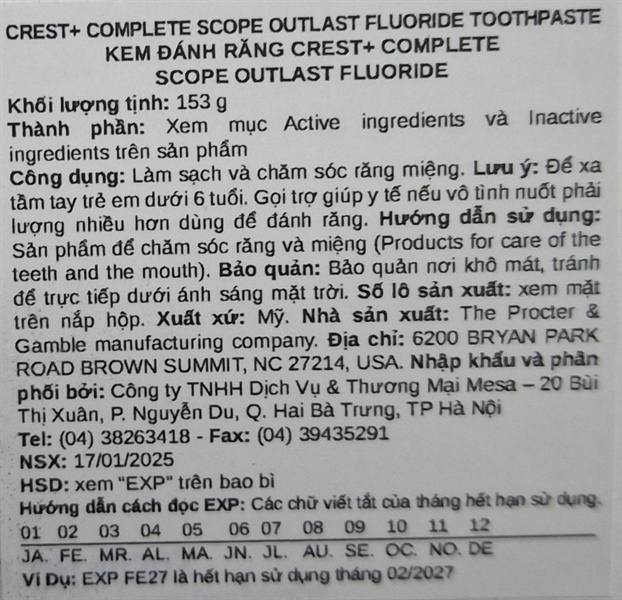 CREST+ COMPLETE SCOPE OUTLAST FLUORIDE TOOTHPASTE
KEM ĐÁNH RĂNG CREST+ COMPLETE
SCOPE OUTLAST FLUORIDE
Khối lượng tịnh: 153 g
Thành phần: Xem mục Active ingredients và Inactive
ingredients trên sản phẩm
Công dụng: Làm sạch và chăm sóc răng miệng. Lưu ý: Để xa
tầm tay trẻ em dưới 6 tuổi. Gọi trợ giúp y tế nếu vô tình nuốt phải
lượng nhiều hơn dùng để đánh răng. Hướng dẫn sử dụng:
Sản phẩm để chăm sóc răng và miệng (Products for care of the
teeth and the mouth). Bảo quản: Bảo quản nơi khô mát, tránh
để trực tiếp dưới ánh sáng mặt trời. Số lô sản xuất: xem mặt
trên nắp hộp. Xuất xứ: Mỹ. Nhà sản xuất: The Procter &
Gamble manufacturing company. Địa chỉ: 6200 BRYAN PARK
ROAD BROWN SUMMIT, NC 27214, USA. Nhập khẩu và phân
phối bởi: Công ty TNHH Dịch Vụ & Thương Mại Mesa – 20 Bùi
Thị Xuân, P. Nguyễn Du, Q. Hai Bà Trưng, TP Hà Nội
Tel: (04) 38263418 - Fax: (04) 39435291
NSX: 17/01/2025
HSD: xem "EXP" trên bao bì
Hướng dẫn cách đọc EXP: Các chữ viết tắt của tháng hết hạn sử dụng.
01 02 03 04 05 06 07 08 09 10 11 12
JA. FE. MR. AL. MA. JN. JL. AU. SE. OC. NO. DE
Ví Dụ: EXP FE27 là hết hạn sử dụng tháng 02/2027